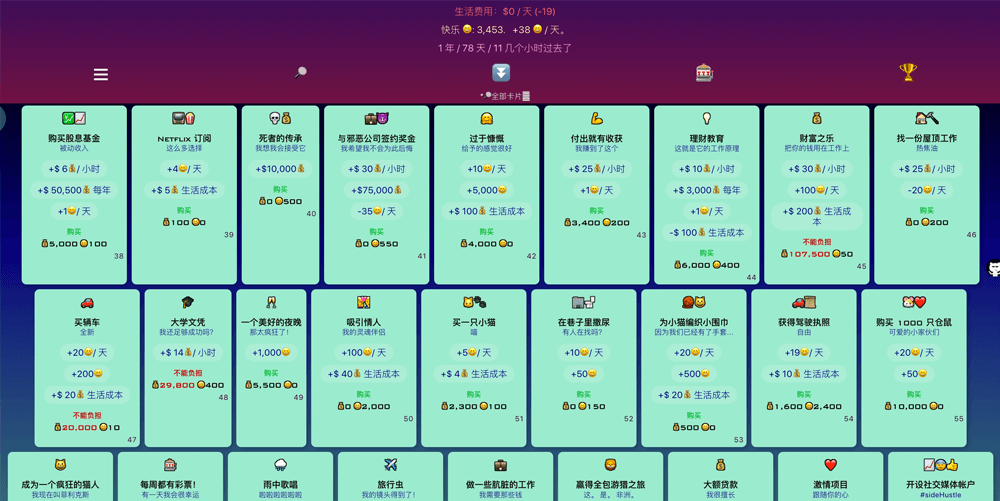 生活费用: $0 / 天 (-19)
快乐 😀: 3,453. +38 😀 / 天。
1 年 / 78 天 / 11 几个小时过去了
全部卡片
购买股息基金
被动收入
+$ 6💰/ 小时
+$ 50,500💰 每年
+1😀/ 天
购买
💰5,000 😀100
38
Netflix 订阅
这么多选择
+4😀/ 天
+$ 5💰 生活成本
购买
💰100 😀0
39
死者的传承
我想我会接受它
+$10,000💰
购买
💰0 😀500
40
与邪恶公司签约奖金
我希望我不会为此后悔
+$ 30💰/ 小时
+$75,000💰
-35😀/ 天
购买
💰0 😀550
41
过于慷慨
给予的感觉很好
+10😀/ 天
+5,000😀
+$ 100💰 生活成本
购买
💰4,000 😀0
42
付出就有收获
我赚到了这个
+$ 25💰/ 小时
+1😀/ 天
购买
💰3,400 😀200
43
理财教育
这就是它的工作原理
+$ 10💰/ 小时
+$ 3,000💰 每年
+1😀/ 天
-$ 100💰 生活成本
购买
💰6,000 😀400
44
财富之乐
把你的钱用在工作上
+$ 30💰/ 小时
+100😀/ 天
+$ 200💰 生活成
本
不能负担
💰107,500 😀50
45
找一份屋顶工作
热焦油
+$ 25💰/ 小时
-20😀/ 天
购买
💰0 😀200
46
买辆车
全新
+20😀/ 天
+200😀
+$ 20💰 生活成本
不能负担
💰20,000 😀10
47
大学文凭
我还足够成功吗?
+$ 14💰/ 小时
不能负担
💰29,800 😀400
48
一个美好的夜晚
那太疯狂了!
+1,000😀
购买
💰5,500 😀0
49
吸引情人
我的灵魂伴侣
+100😀/ 天
+$ 40💰 生活成本
购买
💰0 😀2,000
50
买一只小猫
喵
+5😀/ 天
+$ 4💰 生活成本
购买
💰2,300 😀100
51
在巷子里撒尿
有人在找吗?
+10😀/ 天
+50😀
购买
💰0 😀150
52
为小猫编织小围巾
因为我们已经有了手套...
+20😀/ 天
+500😀
+$ 20💰 生活成本
购买
💰500 😀0
53
获得驾驶执照
自由
+19😀/ 天
+$ 10💰 生活成本
购买
💰1,600 😀2,400
54
购买 1000 只仓鼠
可爱的小家伙们
+20😀/ 天
+50😀
购买
💰10,000 😀0
55
成为一个疯狂的猫人
我现在叫菲利克斯
每周都有彩票!
有一天我会很幸运
雨中歌唱
啦啦啦啦啦啦
旅行虫
我的镜头得到了!
做一些肮脏的工作
我需要那些钱
赢得全包游猎之旅
这。 是。 非洲。
大额贷款
我很擅长
激情项目
跟随你的心
开设社交媒体帐户
#sideHustle